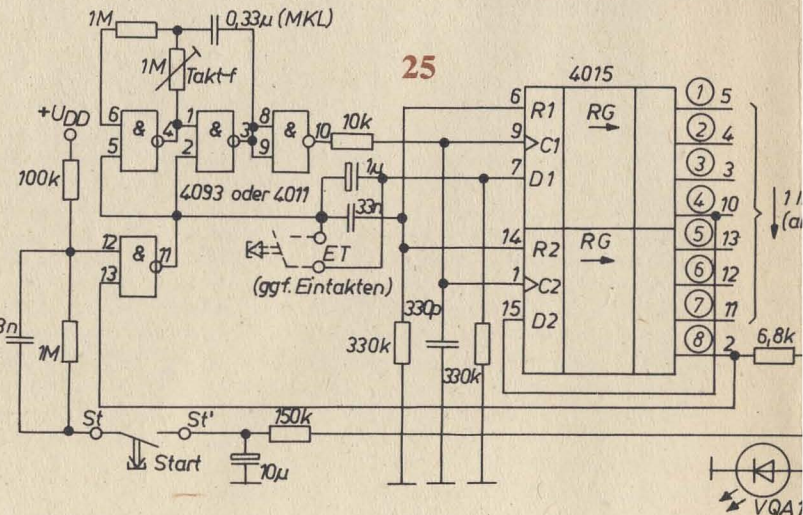 1M
0,33µ (MKL)
1M Takt-f
25
4015
+UDD
6
5
&
4
1
2
&
3
8
9
&
10
10k
100k
4093 oder 4011
1µ
33n
12
13
&
11
ET
(ggf. Eintakten)
1M
St
St'
Start
150k
10µ
330k
330p
330k
6 R1
9 C1
7 D1
RG
14 R2
1 C2
15 D2
RG
1 5
2 4
3 3
4 10
5 13
6 12
7 11
8 2
6,8k